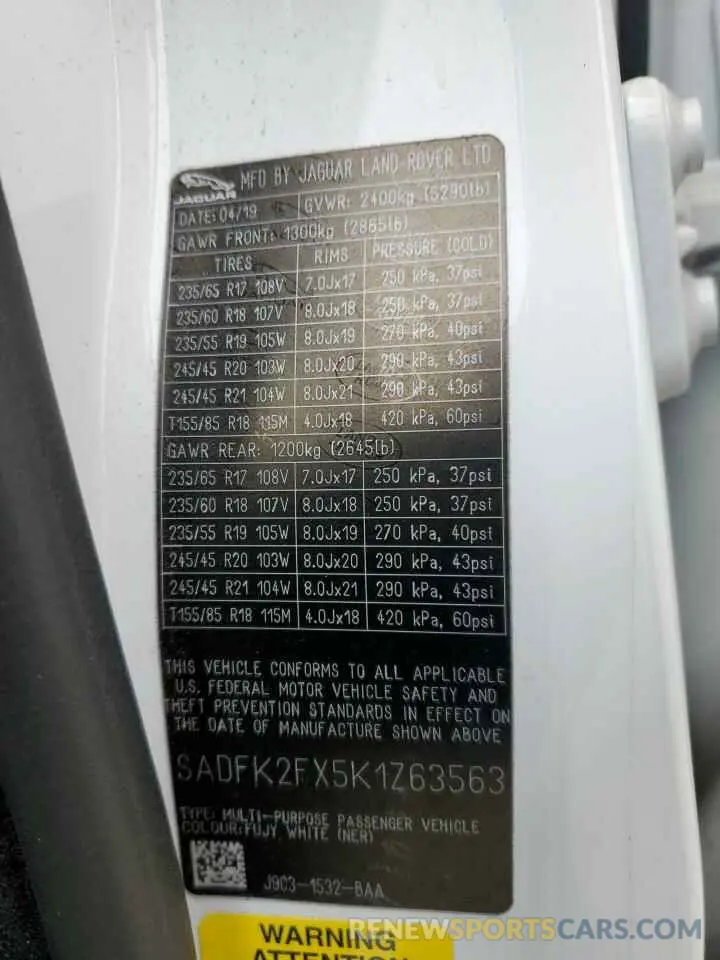 JAGUAR
MFD BY JAGUAR LAND ROVER LTD
DATE: 04/19 GVWR: 2400kg (5290lb)
GAWR FRONT: 1300kg (2865lb)
TIRES RIMS PRESSURE (COLD)
235/65 R17 108V 7.0Jx17 250 kPa, 37psi
235/60 R18 107V 8.0Jx18 250 kPa, 37psi
235/55 R19 105W 8.0Jx19 270 kPa, 40psi
245/45 R20 103W 8.0Jx20 290 kPa, 43psi
245/45 R21 104W 8.0Jx21 290 kPa, 43psi
T155/85 R18 115M 4.0Jx18 420 kPa, 60psi
GAWR REAR: 1200kg (2645lb)
235/65 R17 108V 7.0Jx17 250 kPa, 37psi
235/60 R18 107V 8.0Jx18 250 kPa, 37psi
235/55 R19 105W 8.0Jx19 270 kPa, 40psi
245/45 R20 103W 8.0Jx20 290 kPa, 43psi
245/45 R21 104W 8.0Jx21 290 kPa, 43psi
T155/85 R18 115M 4.0Jx18 420 kPa, 60psi
THIS VEHICLE CONFORMS TO ALL APPLICABLE
U.S. FEDERAL MOTOR VEHICLE SAFETY AND
THEFT PREVENTION STANDARDS IN EFFECT ON
THE DATE OF MANUFACTURE SHOWN ABOVE
SADFK2FX5K1Z63563
TYPE: MULTI-PURPOSE PASSENGER VEHICLE
COLOUR:FUJI WHITE (NER)
J9C3-1532-BAA
WARNING
ATTENTION
RENEWSPORTSCARS.COM